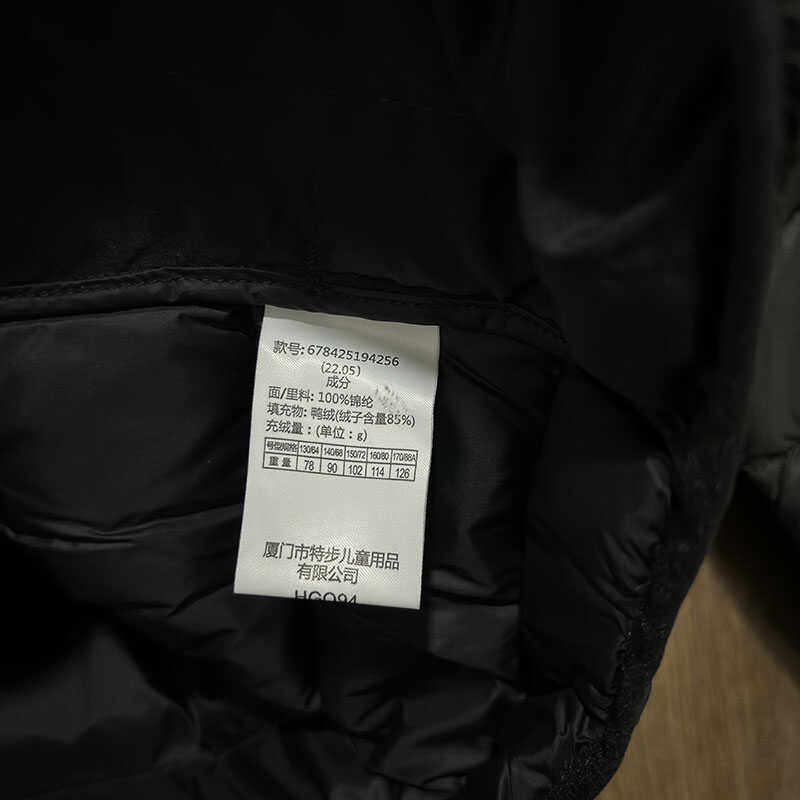 款号:678425194256
(22.05)
成分
面/里料: 100%锦纶
填充物: 鸭绒(绒子含量85%)
充绒量: (单位: g)
号型/规格 130/64 140/68 150/72 160/80 170/88A
重量 78 90 102 114 126
厦门市特步儿童用品
有限公司